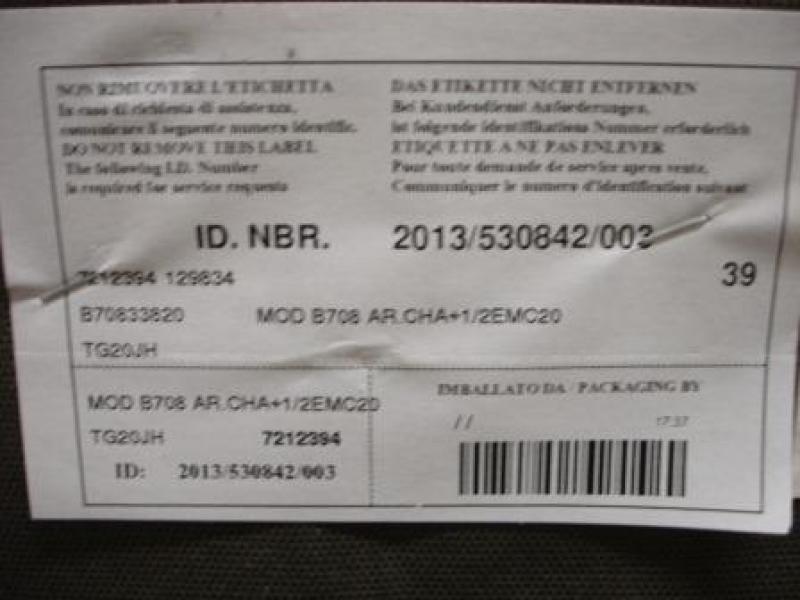 NON RIMUOVERE L'ETICHETTA
In caso di richiesta di assistenza,
comunicare il seguente numero identific.
DO NOT REMOVE THIS LABEL
The following I.D. Number
is required for service requests
DAS ETIKETTE NICHT ENTFERNEN
Bei Kundendienst Anforderungen,
ist folgende Identifikations Nummer erforderlich
ETIQUETTE A NE PAS ENLEVER
Pour toute demande de service apres vente,
Communiquer le numero d'identification suivant
ID. NBR. 2013/530842/003
7212394 129834 39
B70833820 MOD B708 AR.CHA+1/2EMC20
TG20JH
MOD B708 AR.CHA+1/2EMC20
TG20JH 7212394
ID: 2013/530842/003
IMBALLATO DA / PACKAGING BY
/ / 17:37